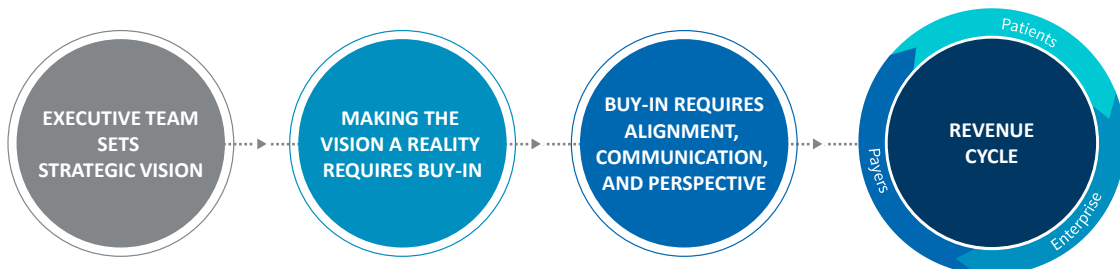 EXECUTIVE TEAM
SETS
STRATEGIC VISION
MAKING THE
VISION A REALITY
REQUIRES BUY-IN
BUY-IN REQUIRES
ALIGNMENT,
COMMUNICATION,
AND PERSPECTIVE
REVENUE
CYCLE
Patients
Enterprise
Payers